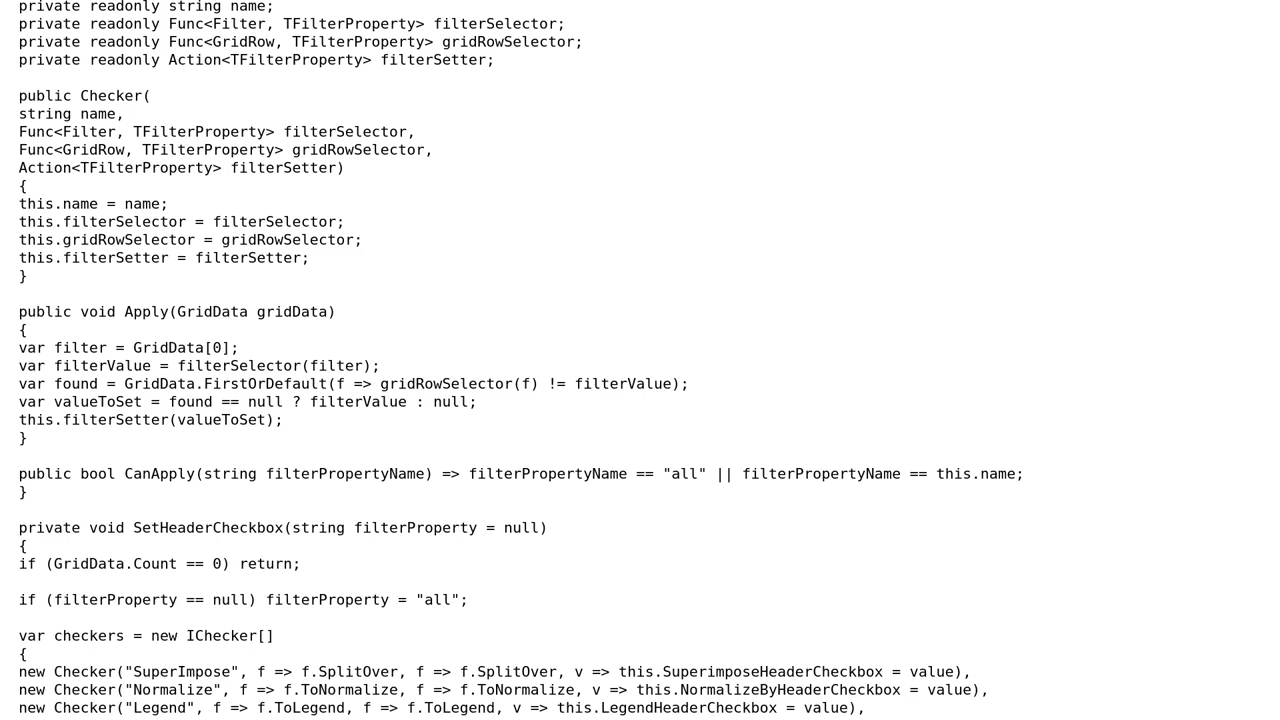 private readonly string name;
private readonly Func<Filter, TFilterProperty> filterSelector;
private readonly Func<GridRow, TFilterProperty> gridRowSelector;
private readonly Action<TFilterProperty> filterSetter;
public Checker(
string name,
Func<Filter, TFilterProperty> filterSelector,
Func<GridRow, TFilterProperty> gridRowSelector,
Action<TFilterProperty> filterSetter)
{
this.name = name;
this.filterSelector = filterSelector;
this.gridRowSelector = gridRowSelector;
this.filterSetter = filterSetter;
}
public void Apply(GridData gridData)
{
var filter = GridData[0];
var filterValue = filterSelector(filter);
var found = GridData.FirstOrDefault(f => gridRowSelector(f) != filterValue);
var valueToSet = found == null ? filterValue : null;
this.filterSetter(valueToSet);
}
public bool CanApply(string filterPropertyName) => filterPropertyName == "all" || filterPropertyName == this.name;
}
private void SetHeaderCheckbox(string filterProperty = null)
{
if (GridData.Count == 0) return;
if (filterProperty == null) filterProperty = "all";
var checkers = new IChecker[]
{
new Checker("SuperImpose", f => f.SplitOver, f => f.SplitOver, v => this.SuperimposeHeaderCheckbox = value),
new Checker("Normalize", f => f.ToNormalize, f => f.ToNormalize, v => this.NormalizeByHeaderCheckbox = value),
new Checker("Legend", f => f.ToLegend, f => f.ToLegend, v => this.LegendHeaderCheckbox = value),